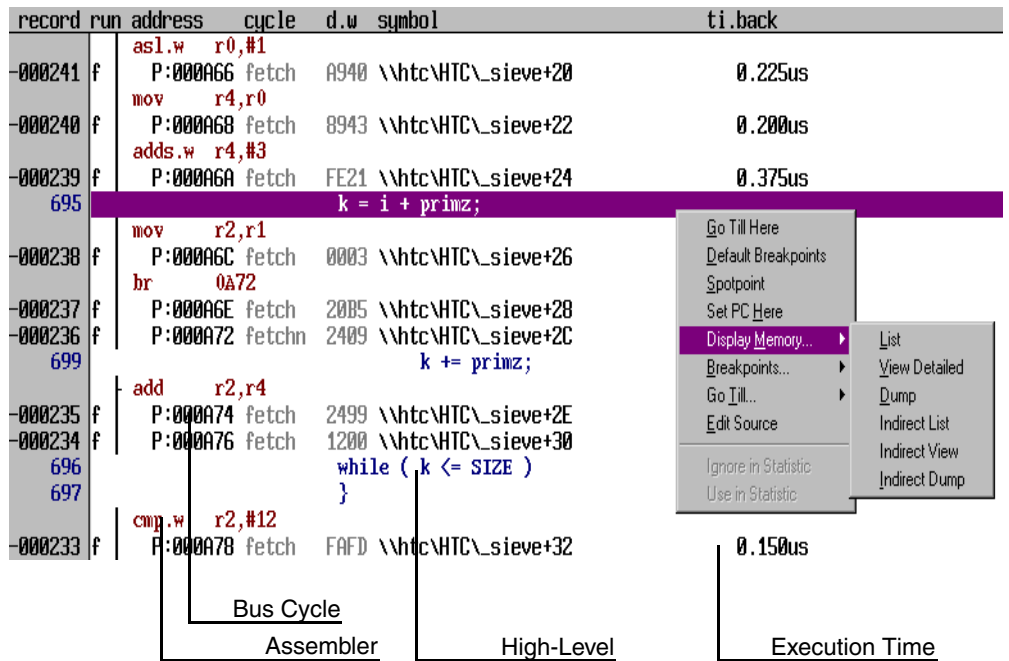 record run address cycle d.w symbol ti.back
asl.w r0,#1
-000241 f P:000A66 fetch A940 \\htc\HTC\_sieve+20 0.225us
mov r4,r0
-000240 f P:000A68 fetch 8943 \\htc\HTC\_sieve+22 0.200us
adds.w r4,#3
-000239 f P:000A6A fetch FE21 \\htc\HTC\_sieve+24 0.375us
695 k = i + primz;
mov r2,r1
-000238 f P:000A6C fetch 0003 \\htc\HTC\_sieve+26
br 0A72
-000237 f P:000A6E fetch 20B5 \\htc\HTC\_sieve+28
-000236 f P:000A72 fetchn 2409 \\htc\HTC\_sieve+2C
699 k += primz;
add r2,r4
-000235 f P:000A74 fetch 2499 \\htc\HTC\_sieve+2E
-000234 f P:000A76 fetch 1200 \\htc\HTC\_sieve+30
696 while ( k <= SIZE )
697 }
cmp.w r2,#12
-000233 f P:000A78 fetch FAFD \\htc\HTC\_sieve+32 0.150us
Go Till Here
Default Breakpoints
Spotpoint
Set PC Here
Display Memory...
Breakpoints...
Go Till...
Edit Source
Ignore in Statistic
Use in Statistic
List
View Detailed
Dump
Indirect List
Indirect View
Indirect Dump
Bus Cycle
Assembler
High-Level
Execution Time